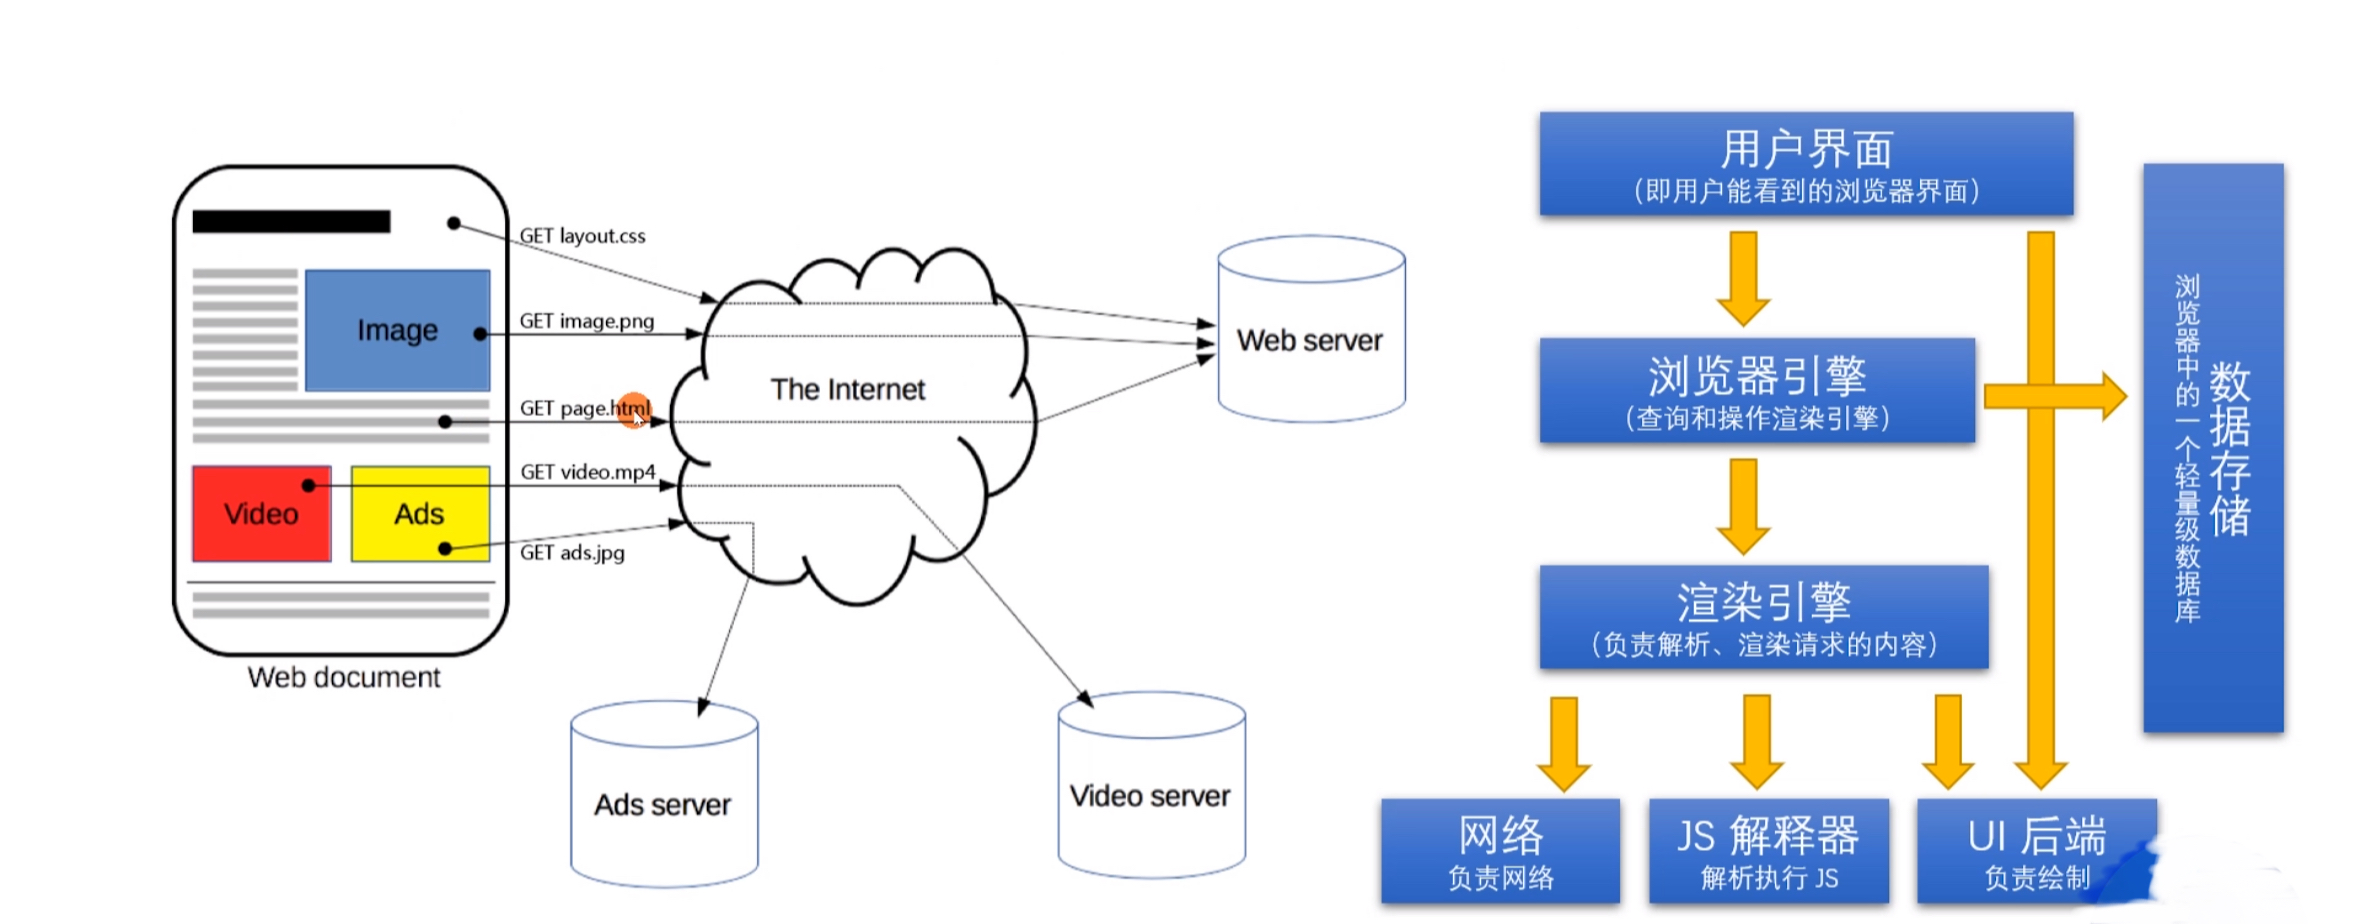 GET layout.css
GET image.png
Image
The Internet
GET page.html
GET video.mp4
Video
Ads
GET ads.jpg
Web document
Web server
Ads server
Video server
用户界面
（即用户能看到的浏览器界面）
浏览器引擎
（查询和操作渲染引擎）
渲染引擎
（负责解析、渲染请求的内容）
网络
负责网络
JS 解释器
解析执行 JS
UI 后端
负责绘制
数据存储
浏览器中的一个轻量级数据库